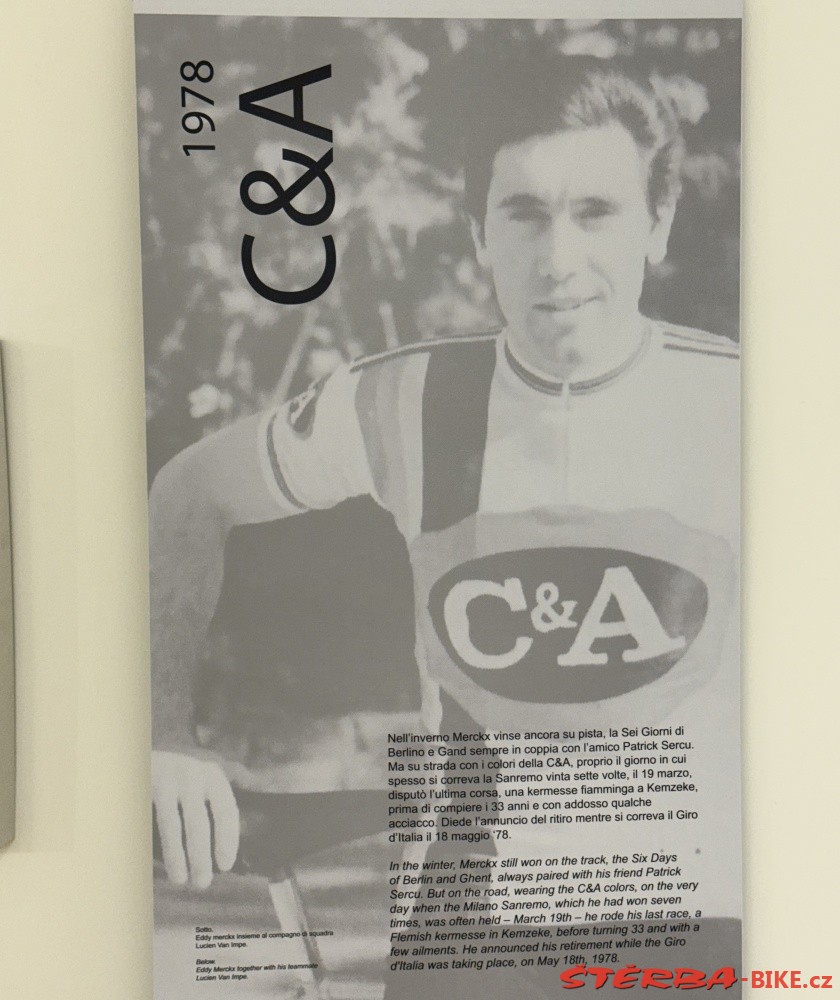 1978
C&A
A
C&A
Nell'inverno Merckx vinse ancora su pista, la Sei Giorni di
Berlino e Gand sempre in coppia con l'amico Patrick Sercu.
Ma su strada con i colori della C&A, proprio il giorno in cui
spesso si correva la Sanremo vinta sette volte, il 19 marzo,
disputò l'ultima corsa, una kermesse fiamminga a Kemzeke,
prima di compiere i 33 anni e con addosso qualche
acciacco. Diede l'annuncio del ritiro mentre si correva il Giro
d'Italia il 18 maggio '78.
In the winter, Merckx still won on the track, the Six Days
of Berlin and Ghent, always paired with his friend Patrick
Sercu. But on the road, wearing the C&A colors, on the very
day when the Milano Sanremo, which he had won seven
times, was often held – March 19th – he rode his last race, a
Flemish kermesse in Kemzeke, before turning 33 and with a
few ailments. He announced his retirement while the Giro
d'Italia was taking place, on May 18th, 1978.
Sotto.
Eddy merckx insieme al compagno di squadra
Lucien Van Impe.
Below.
Eddy Merckx together with his teammate
Lucien Van Impe.
ŠTĚRBA-BIKE.cz